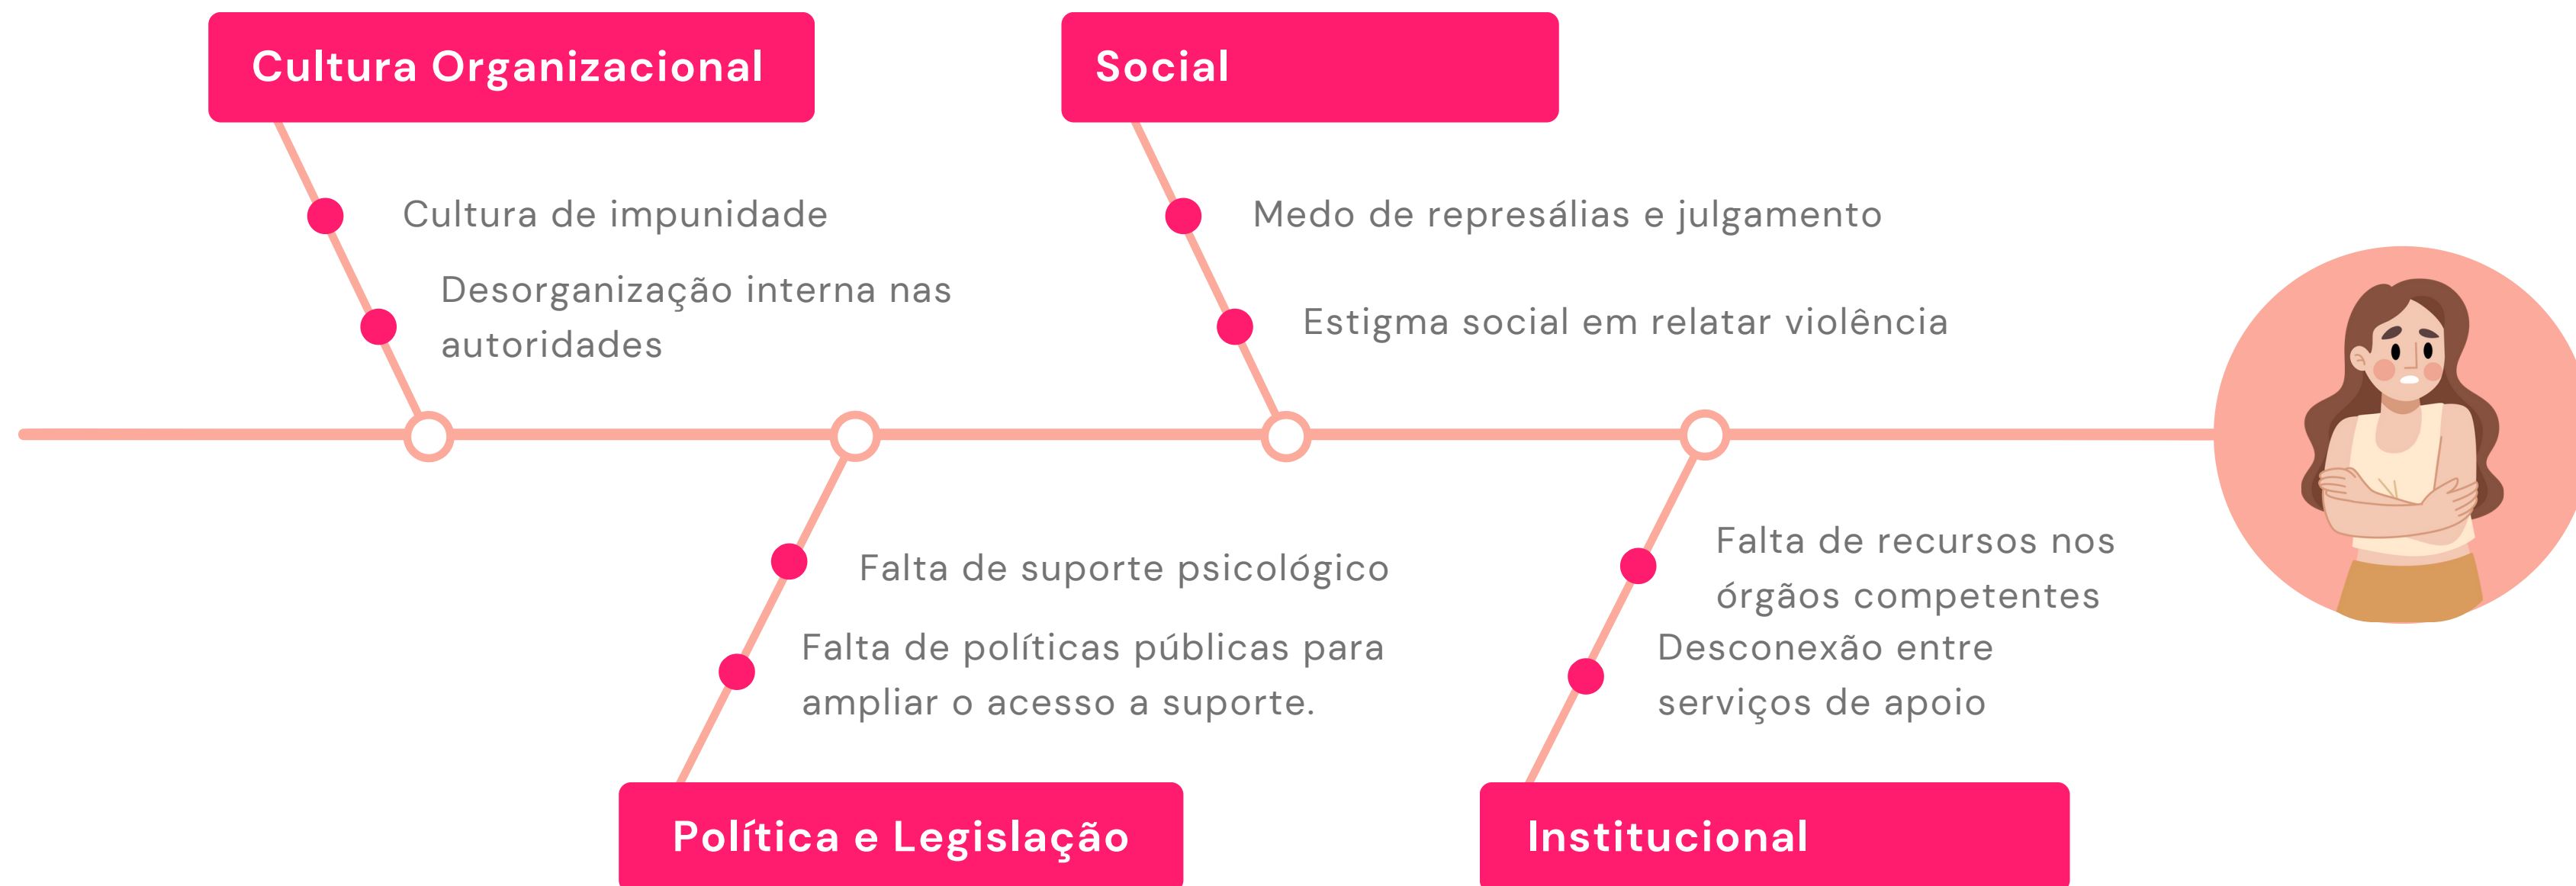 Cultura Organizacional
Cultura de impunidade
Desorganização interna nas
autoridades
Social
Medo de represálias e julgamento
Estigma social em relatar violência
Falta de suporte psicológico
Falta de políticas públicas para
ampliar o acesso a suporte.
Política e Legislação
Falta de recursos nos
órgãos competentes
Desconexão entre
serviços de apoio
Institucional